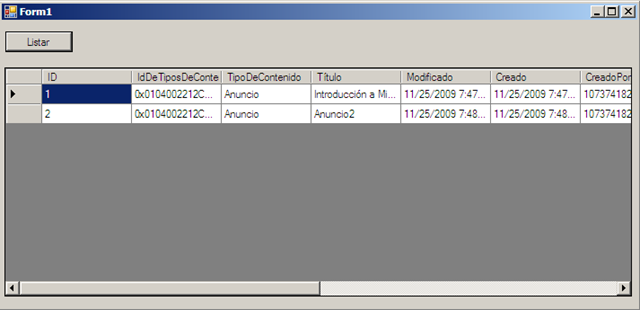 Form1
Listar
ID IdDeTiposDeConte TipoDeContenido Título Modificado Creado CreadoPor
1 0x0104002212C... Anuncio Introducción a Mi... 11/25/2009 7:47... 11/25/2009 7:47... 107374182
2 0x0104002212C... Anuncio Anuncio2 11/25/2009 7:48... 11/25/2009 7:48... 107374182